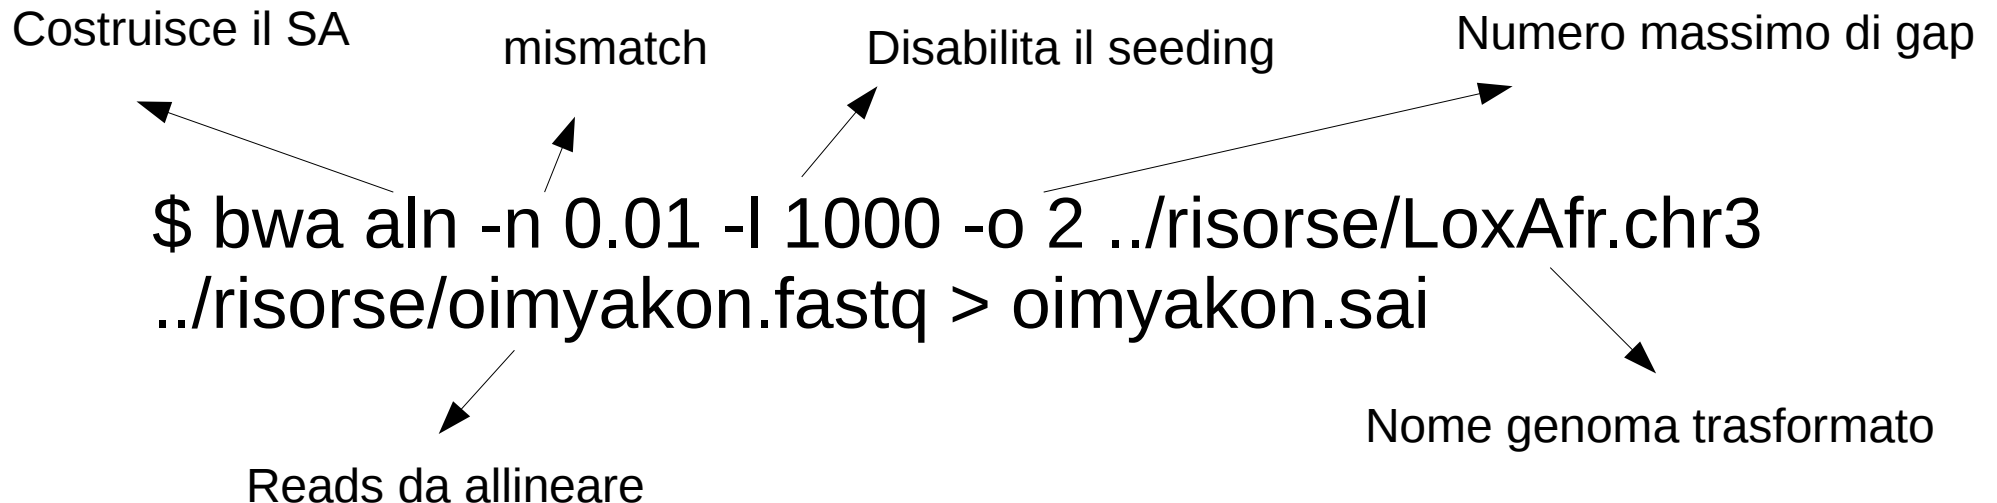 Costruisce il SA
mismatch
Disabilita il seeding
Numero massimo di gap
$ bwa aln -n 0.01 -l 1000 -o 2 ../risorse/LoxAfr.chr3
../risorse/oimyakon.fastq > oimyakon.sai
Nome genoma trasformato
Reads da allineare